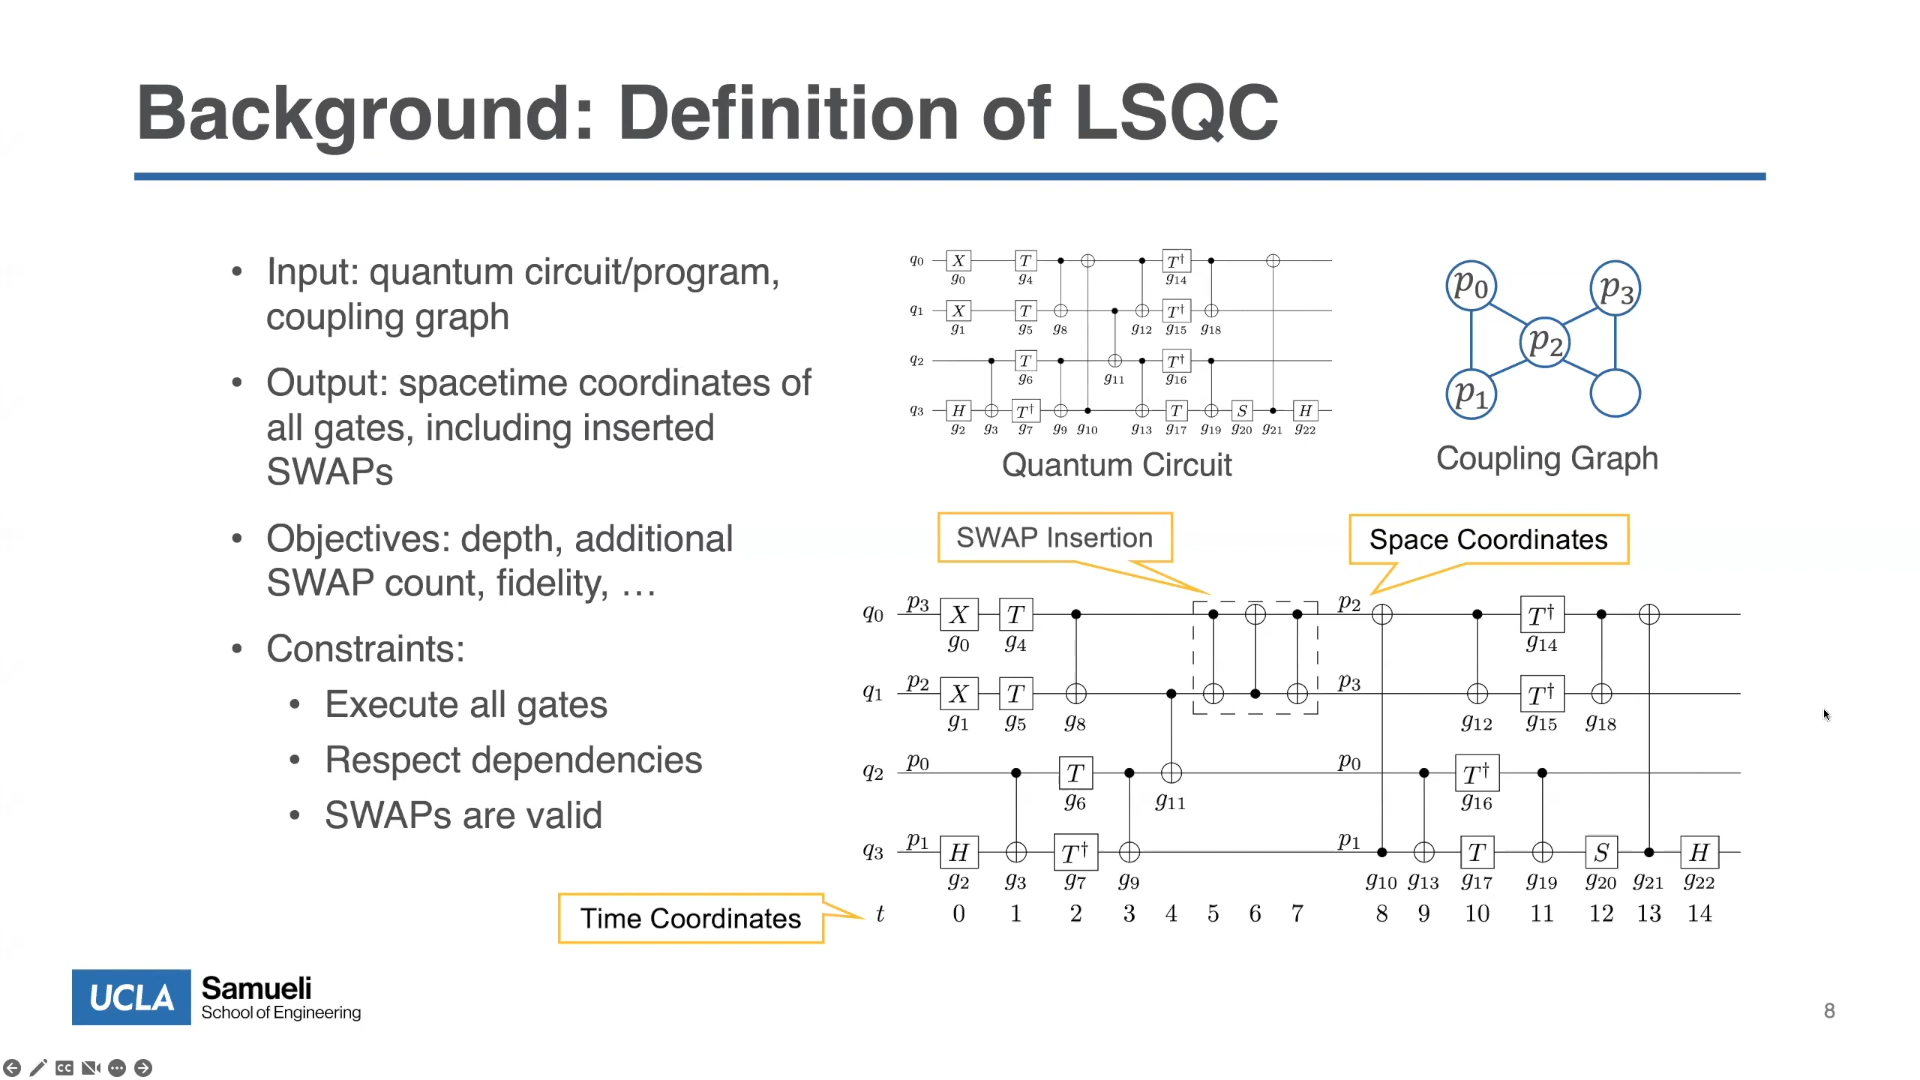 Background: Definition of LSQC
• Input: quantum circuit/program,
coupling graph
• Output: spacetime coordinates of
all gates, including inserted
SWAPs
• Objectives: depth, additional
SWAP count, fidelity, …
• Constraints:
• Execute all gates
• Respect dependencies
• SWAPs are valid
q0 X T T†
g0 g4 g14
q1 X T T†
g1 g5 g8 g12 g15 g18
q2 T T†
g6 g11 g16
q3 H T† T S H
g2 g3 g7 g9 g10 g13 g17 g19 g20 g21 g22
Quantum Circuit
p0 p3
p2
p1
Coupling Graph
SWAP Insertion
Space Coordinates
q0 p3 X T p2 T†
g0 g4 g14
q1 p2 X T p3 T†
g1 g5 g8 g12 g15 g18
q2 p0 T p0 T†
g6 g11 g16
q3 p1 H T† p1 T S H
g2 g3 g7 g9 g10 g13 g17 g19 g20 g21 g22
Time Coordinates
t 0 1 2 3 4 5 6 7 8 9 10 11 12 13 14
UCLA
Samueli
School of Engineering
8
CC